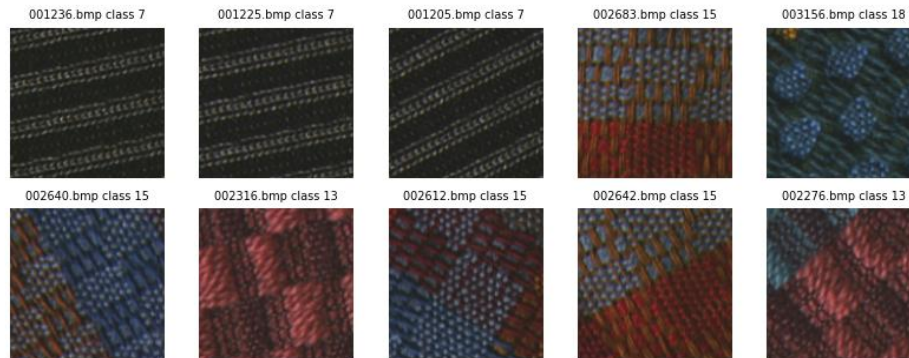 001236.bmp class 7
001225.bmp class 7
001205.bmp class 7
002683.bmp class 15
003156.bmp class 18
002640.bmp class 15
002316.bmp class 13
002612.bmp class 15
002642.bmp class 15
002276.bmp class 13